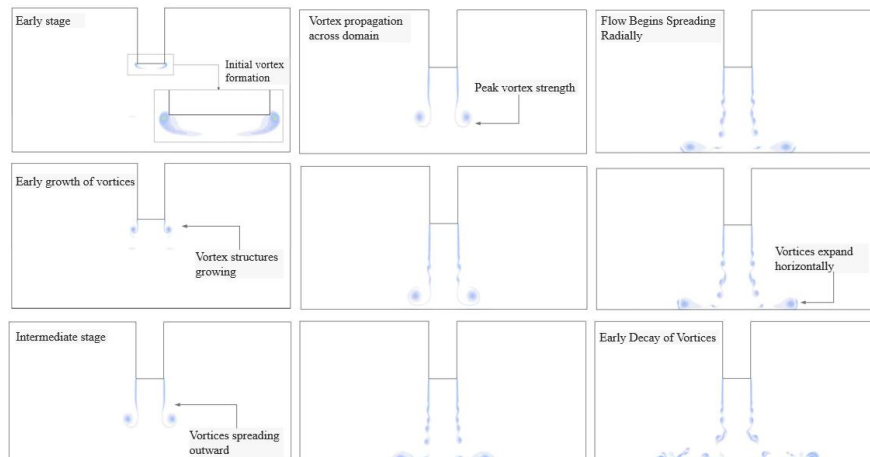 Early stage
Initial vortex
formation
Vortex propagation
across domain
Peak vortex strength
Flow Begins Spreading
Radially
Early growth of vortices
Vortex structures
growing
Vortices expand
horizontally
Intermediate stage
Vortices spreading
outward
Early Decay of Vortices